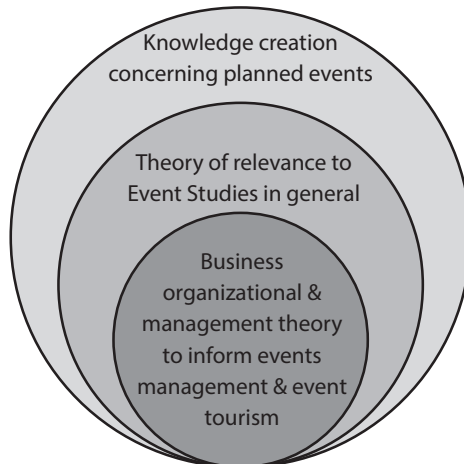 Knowledge creation
concerning planned events
Theory of relevance to
Event Studies in general
Business
organizational &
management theory
to inform events
management & event
tourism